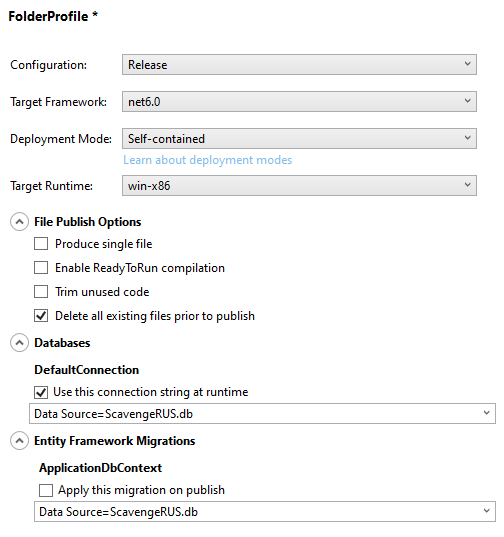 FolderProfile *
Configuration: Release
Target Framework: net6.0
Deployment Mode: Self-contained
Learn about deployment modes
Target Runtime: win-x86
File Publish Options
Produce single file
Enable ReadyToRun compilation
Trim unused code
Delete all existing files prior to publish
Databases
DefaultConnection
Use this connection string at runtime
Data Source=ScavengeRUS.db
Entity Framework Migrations
ApplicationDbContext
Apply this migration on publish
Data Source=ScavengeRUS.db